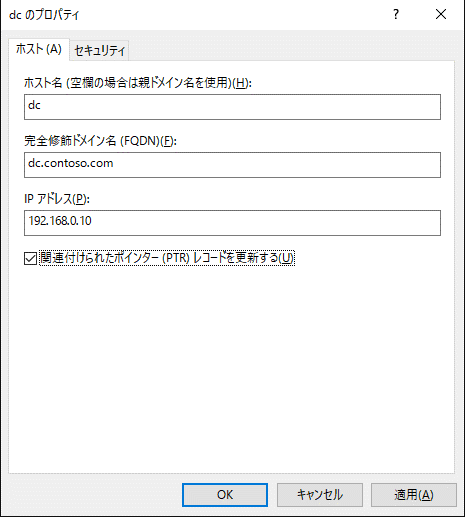 dc のプロパティ
? ×
ホスト (A) セキュリティ
ホスト名 (空欄の場合は親ドメイン名を使用)(H):
dc
完全修飾ドメイン名 (FQDN)(F):
dc.contoso.com
IP アドレス(P):
192.168.0.10
関連付けられたポインター (PTR) レコードを更新する(U)
OK キャンセル 適用(A)